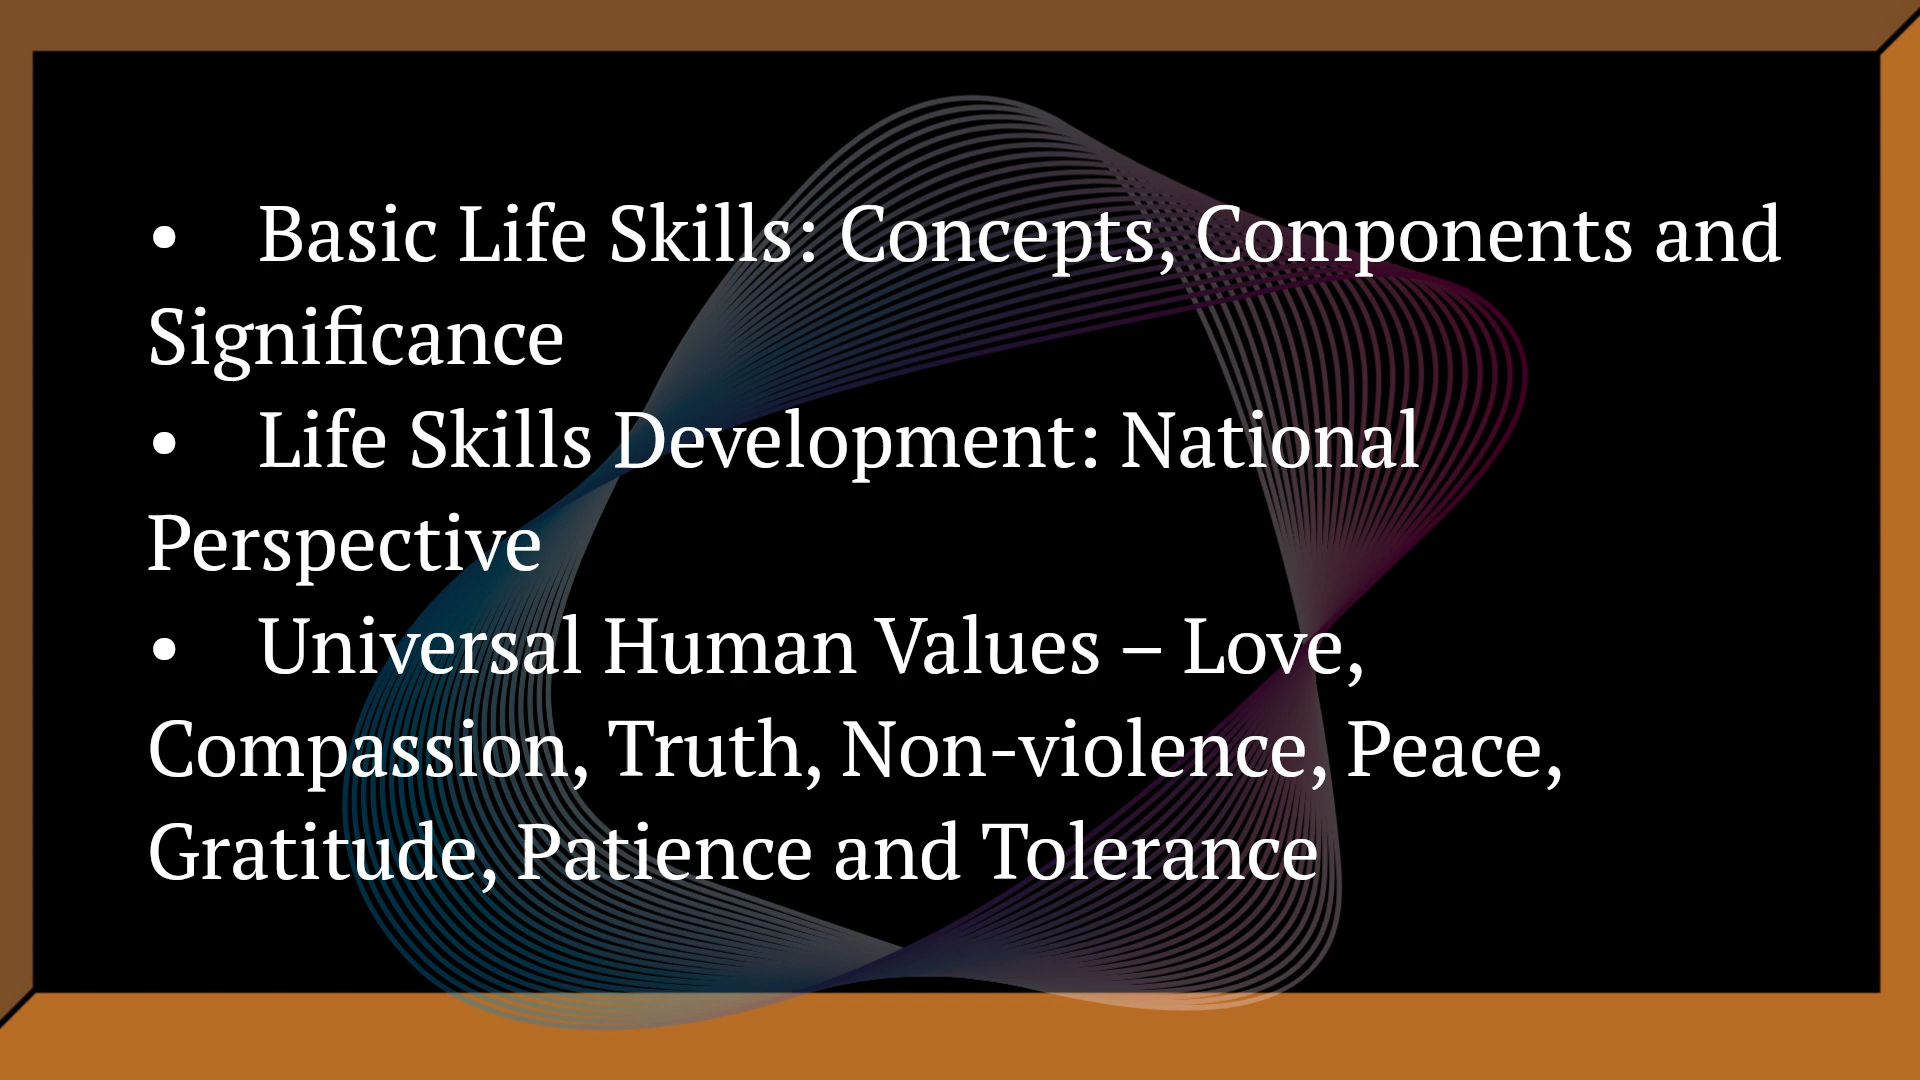 • Basic Life Skills: Concepts, Components and
Significance
• Life Skills Development: National
Perspective
• Universal Human Values – Love,
Compassion, Truth, Non-violence, Peace,
Gratitude, Patience and Tolerance